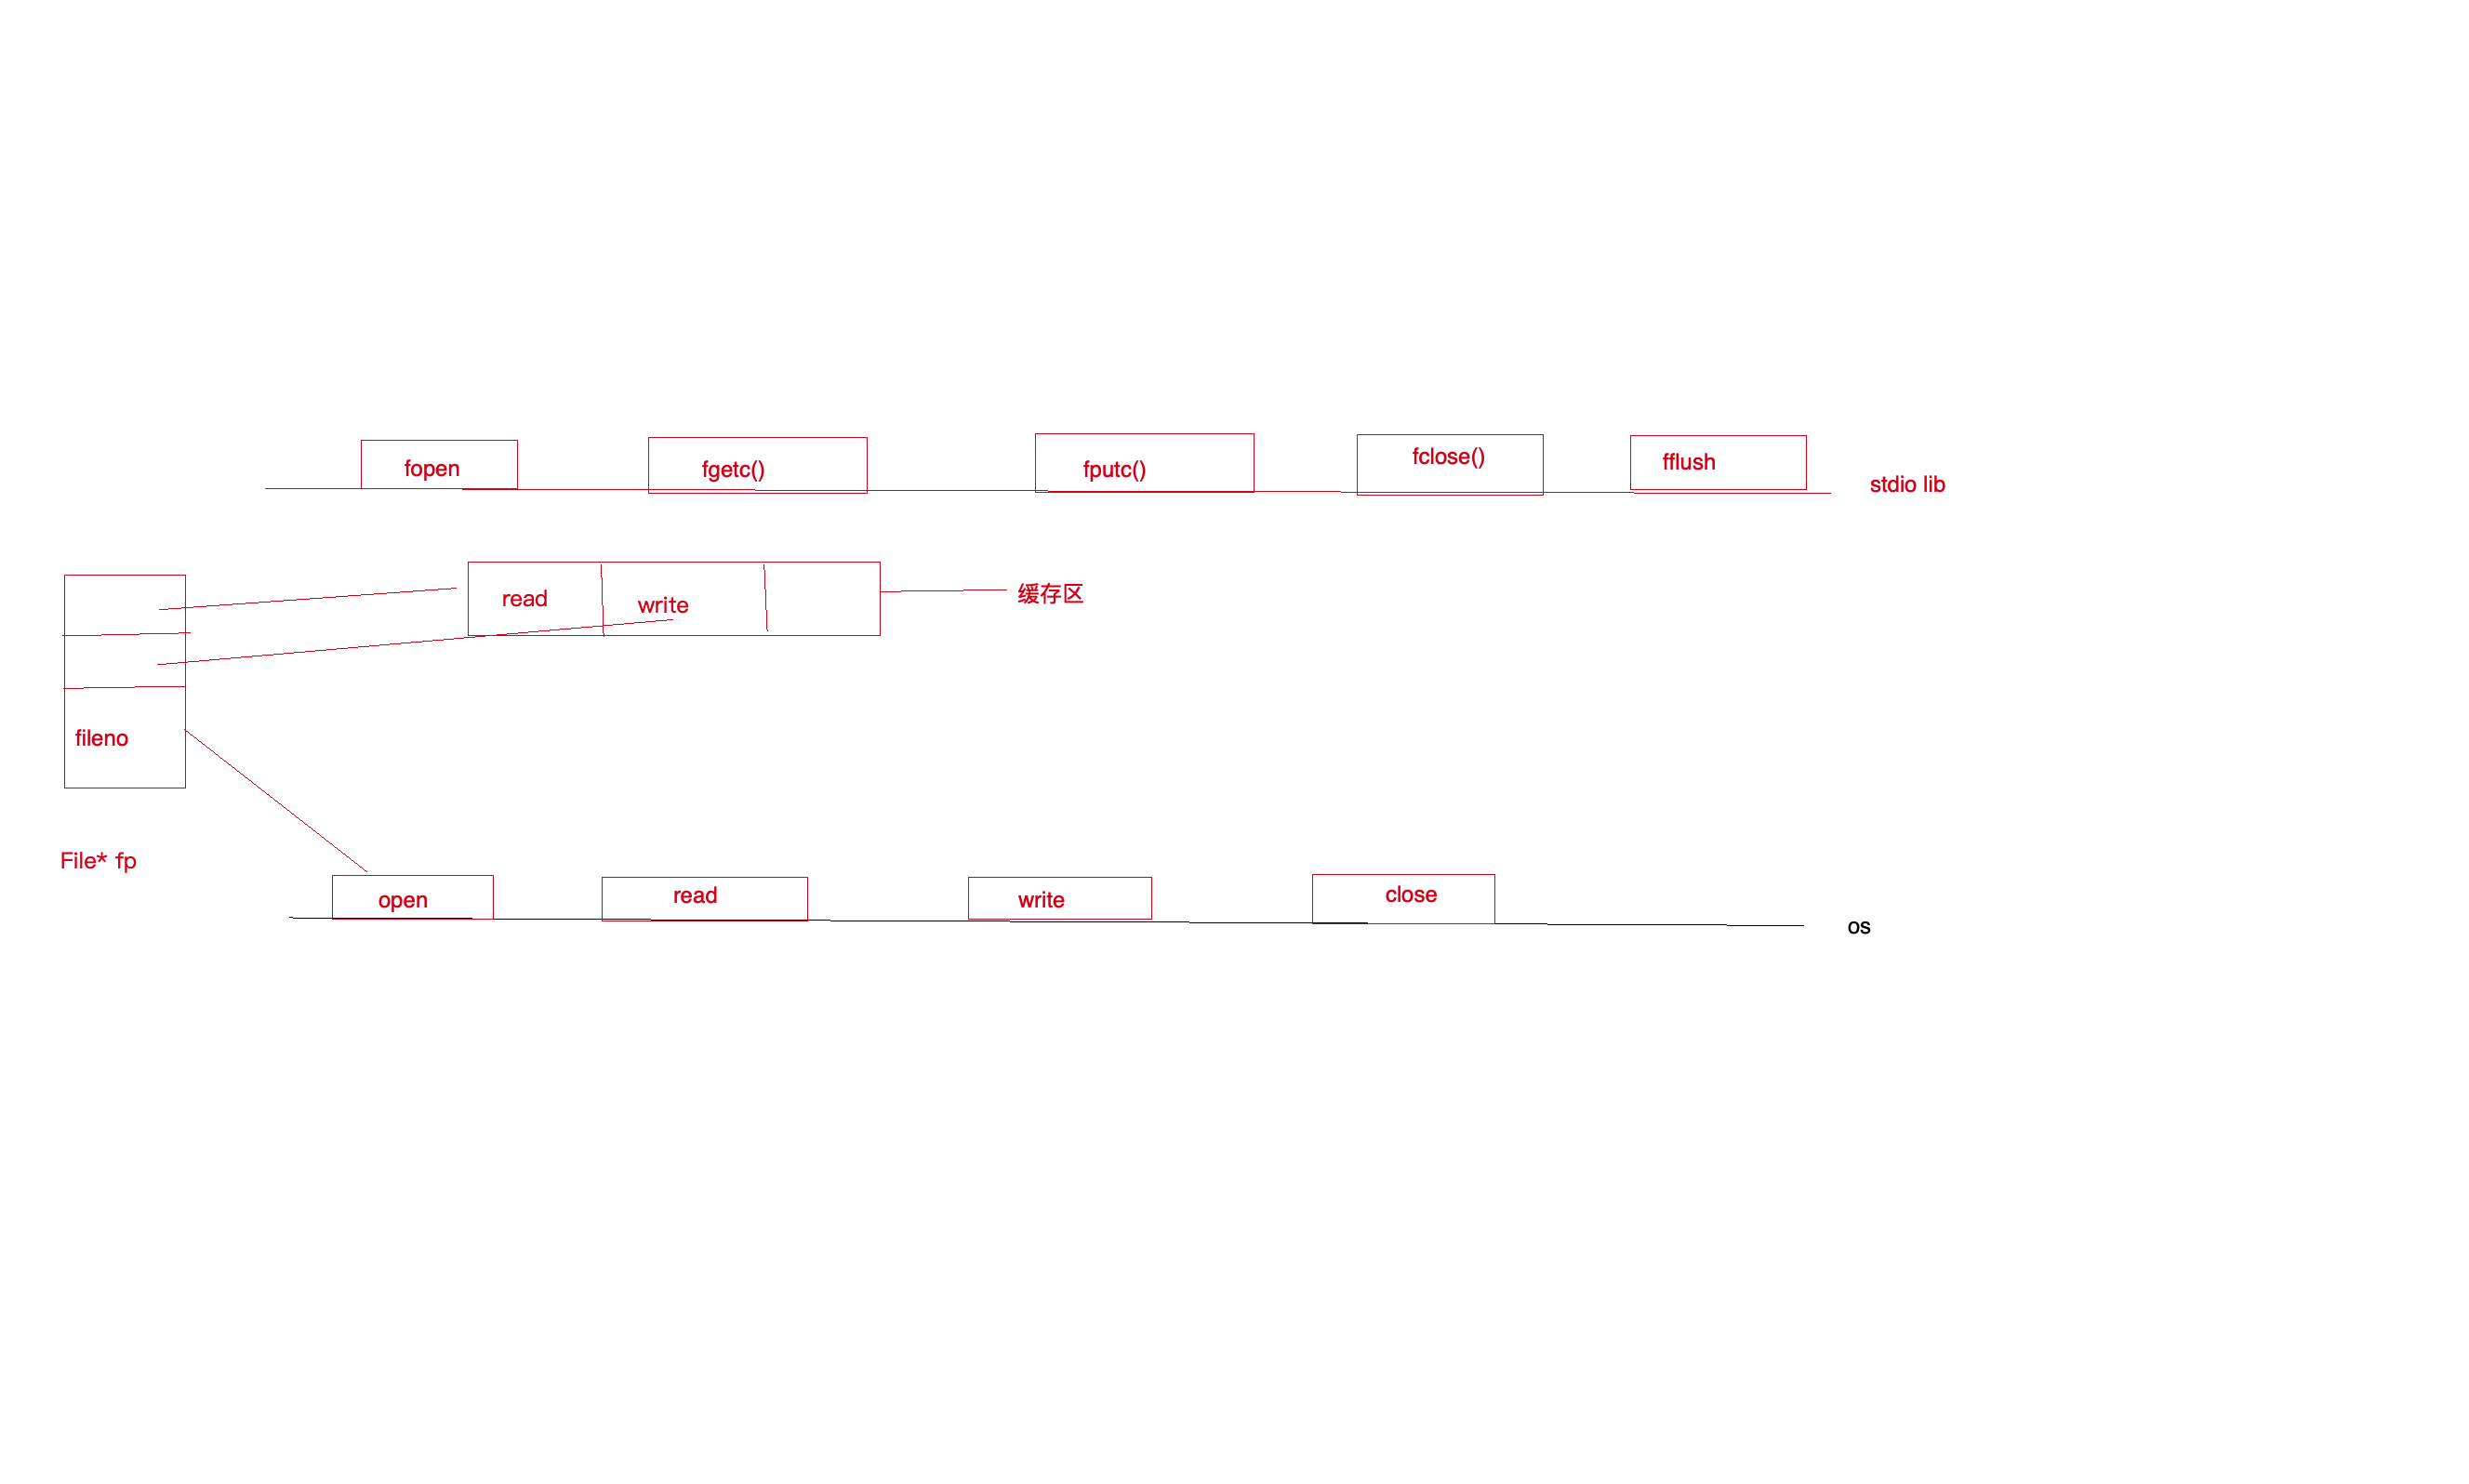 fopen
fgetc()
fputc()
fclose()
fflush
stdio lib
read
write
缓存区
fileno
File* fp
open
read
write
close
os